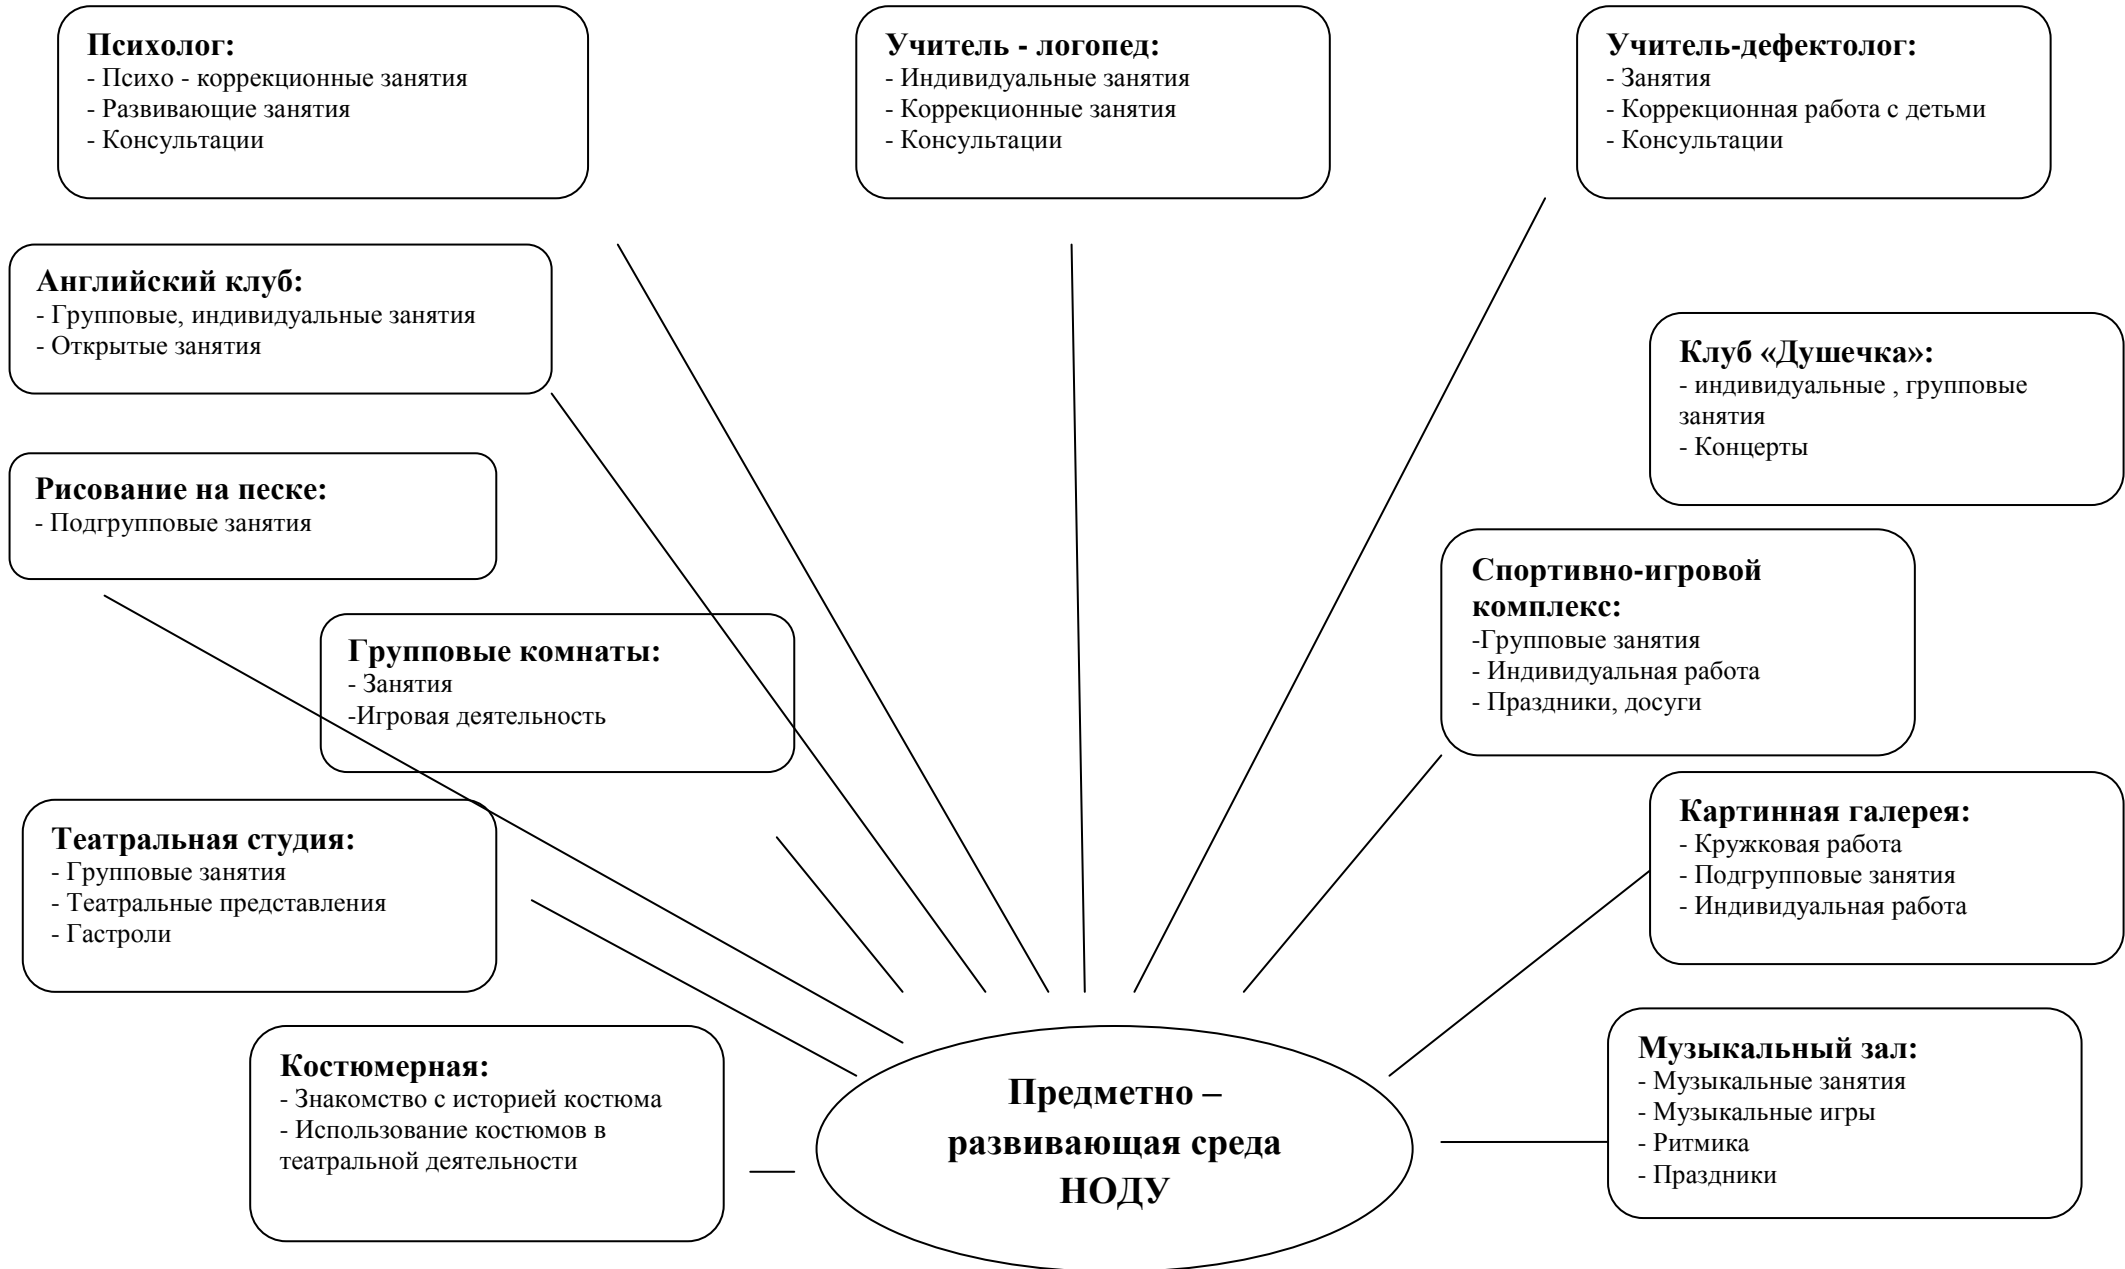 Психолог:
- Психо - коррекционные занятия
- Развивающие занятия
- Консультации
Учитель - логопед:
- Индивидуальные занятия
- Коррекционные занятия
- Консультации
Учитель-дефектолог:
- Занятия
- Коррекционная работа с детьми
- Консультации
Английский клуб:
- Групповые, индивидуальные занятия
- Открытые занятия
Клуб «Душечка»:
- индивидуальные , групповые
занятия
- Концерты
Рисование на песке:
- Подгрупповые занятия
Спортивно-игровой
комплекс:
-Групповые занятия
- Индивидуальная работа
- Праздники, досуги
Групповые комнаты:
- Занятия
-Игровая деятельность
Театральная студия:
- Групповые занятия
- Театральные представления
- Гастроли
Картинная галерея:
- Кружковая работа
- Подгрупповые занятия
- Индивидуальная работа
Костюмерная:
- Знакомство с историей костюма
- Использование костюмов в
театральной деятельности
Предметно –
развивающая среда
НОДУ
Музыкальный зал:
- Музыкальные занятия
- Музыкальные игры
- Ритмика
- Праздники